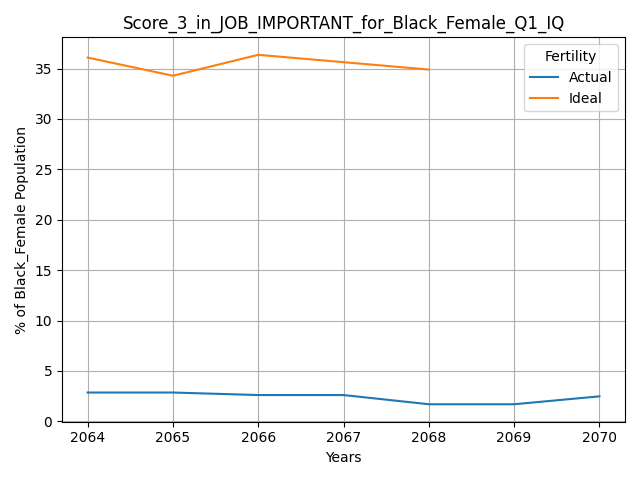 Score_3_in_JOB_IMPORTANT_for_Black_Female_Q1_IQ
% of Black_Female Population
35
30
25
20
15
10
5
0
Fertility
Actual
Ideal
2064 2065 2066 2067 2068 2069 2070
Years